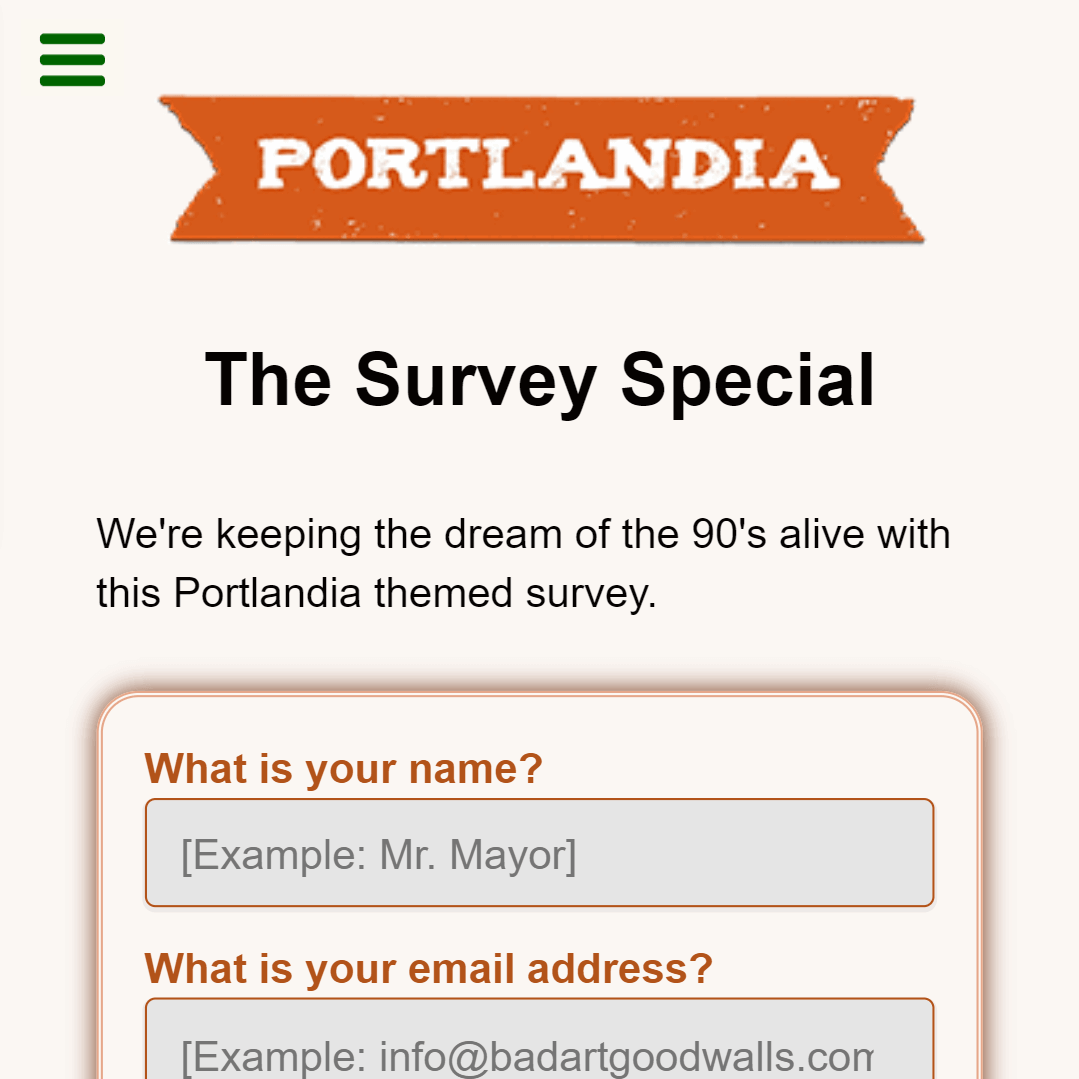 PORTLANDIA
The Survey Special
We're keeping the dream of the 90's alive with
this Portlandia themed survey.
What is your name?
[Example: Mr. Mayor]
What is your email address?
[Example: info@badartgoodwalls.com